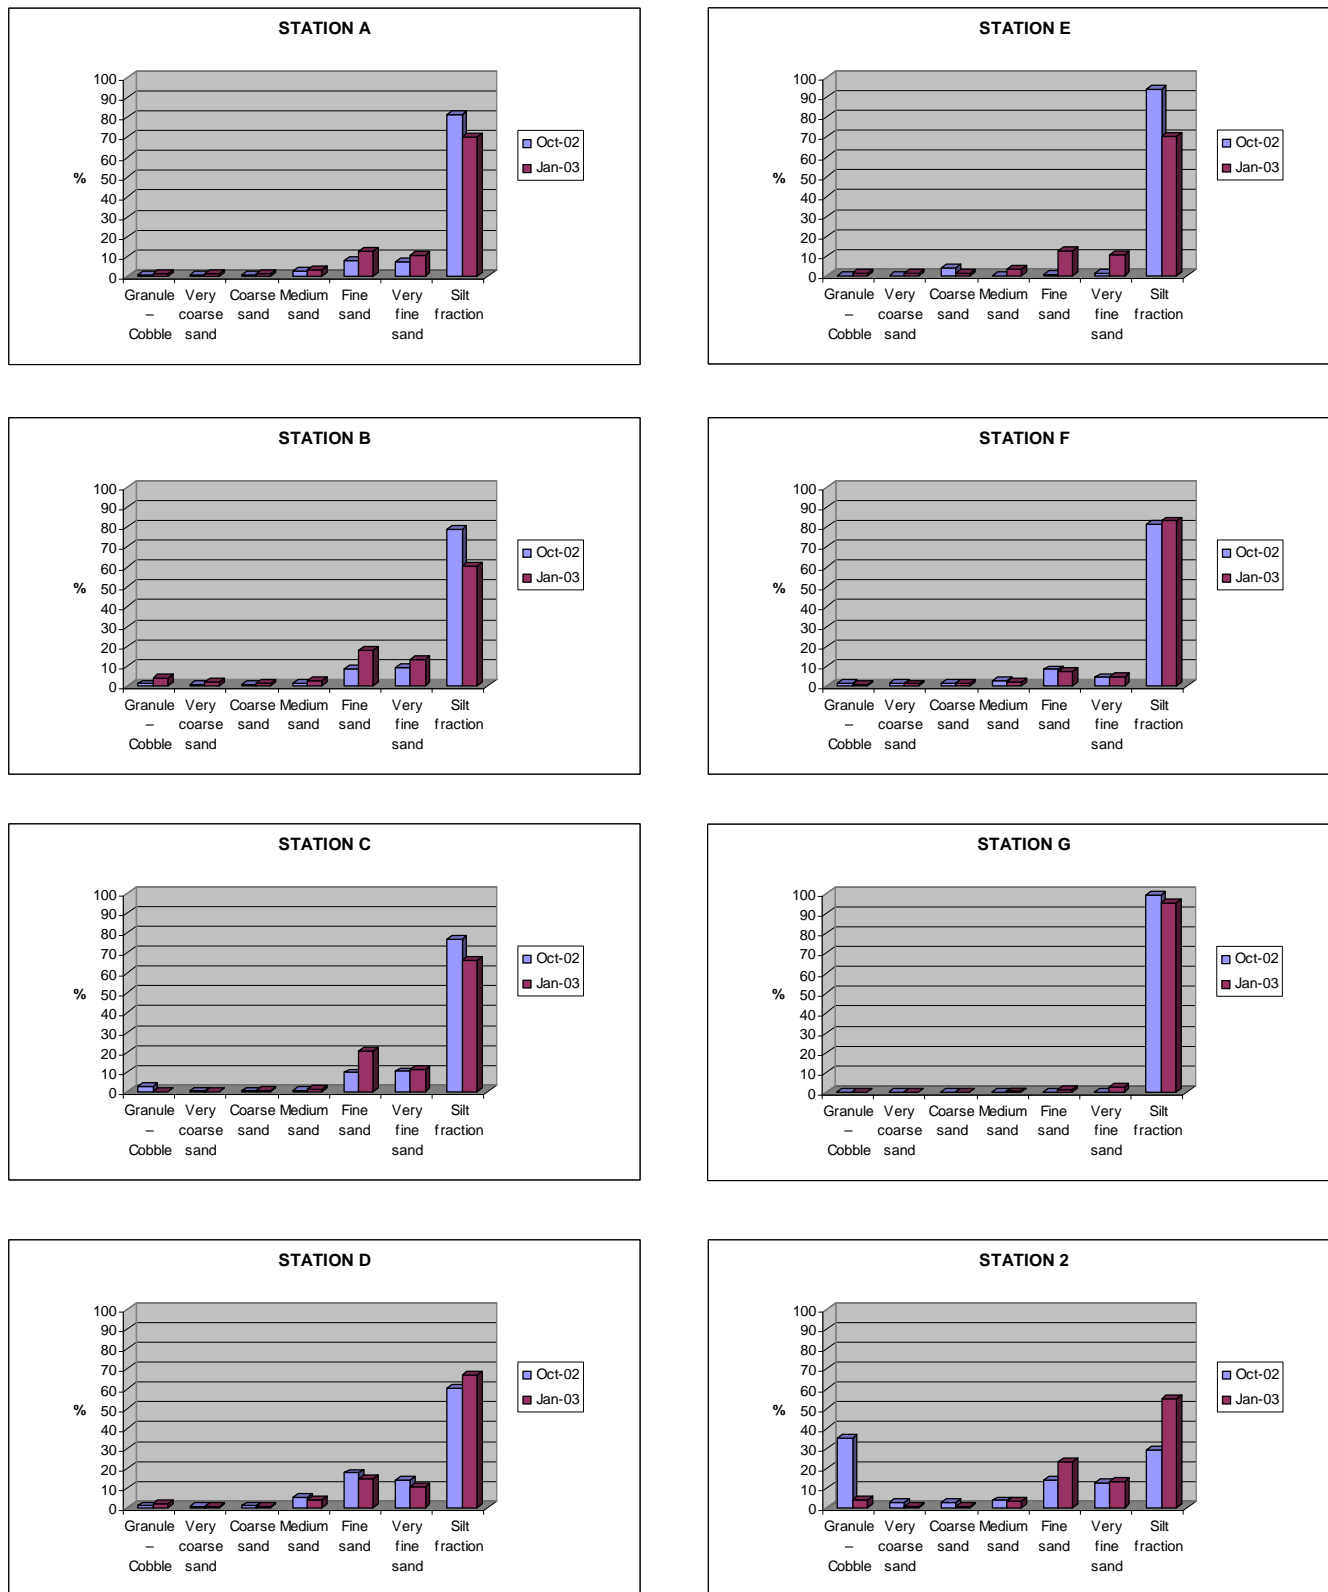 STATION A
100
90
80
70
60
50
40
30
20
10
0
%
Granule – Cobble
Very coarse sand
Coarse sand
Medium sand
Fine sand
Very fine sand
Silt fraction
Oct-02
Jan-03
STATION E
100
90
80
70
60
50
40
30
20
10
0
%
Granule – Cobble
Very coarse sand
Coarse sand
Medium sand
Fine sand
Very fine sand
Silt fraction
Oct-02
Jan-03
STATION B
100
90
80
70
60
50
40
30
20
10
0
%
Granule – Cobble
Very coarse sand
Coarse sand
Medium sand
Fine sand
Very fine sand
Silt fraction
Oct-02
Jan-03
STATION F
100
90
80
70
60
50
40
30
20
10
0
%
Granule – Cobble
Very coarse sand
Coarse sand
Medium sand
Fine sand
Very fine sand
Silt fraction
Oct-02
Jan-03
STATION C
100
90
80
70
60
50
40
30
20
10
0
%
Granule – Cobble
Very coarse sand
Coarse sand
Medium sand
Fine sand
Very fine sand
Silt fraction
Oct-02
Jan-03
STATION G
100
90
80
70
60
50
40
30
20
10
0
%
Granule – Cobble
Very coarse sand
Coarse sand
Medium sand
Fine sand
Very fine sand
Silt fraction
Oct-02
Jan-03
STATION D
100
90
80
70
60
50
40
30
20
10
0
%
Granule – Cobble
Very coarse sand
Coarse sand
Medium sand
Fine sand
Very fine sand
Silt fraction
Oct-02
Jan-03
STATION 2
100
90
80
70
60
50
40
30
20
10
0
%
Granule – Cobble
Very coarse sand
Coarse sand
Medium sand
Fine sand
Very fine sand
Silt fraction
Oct-02
Jan-03